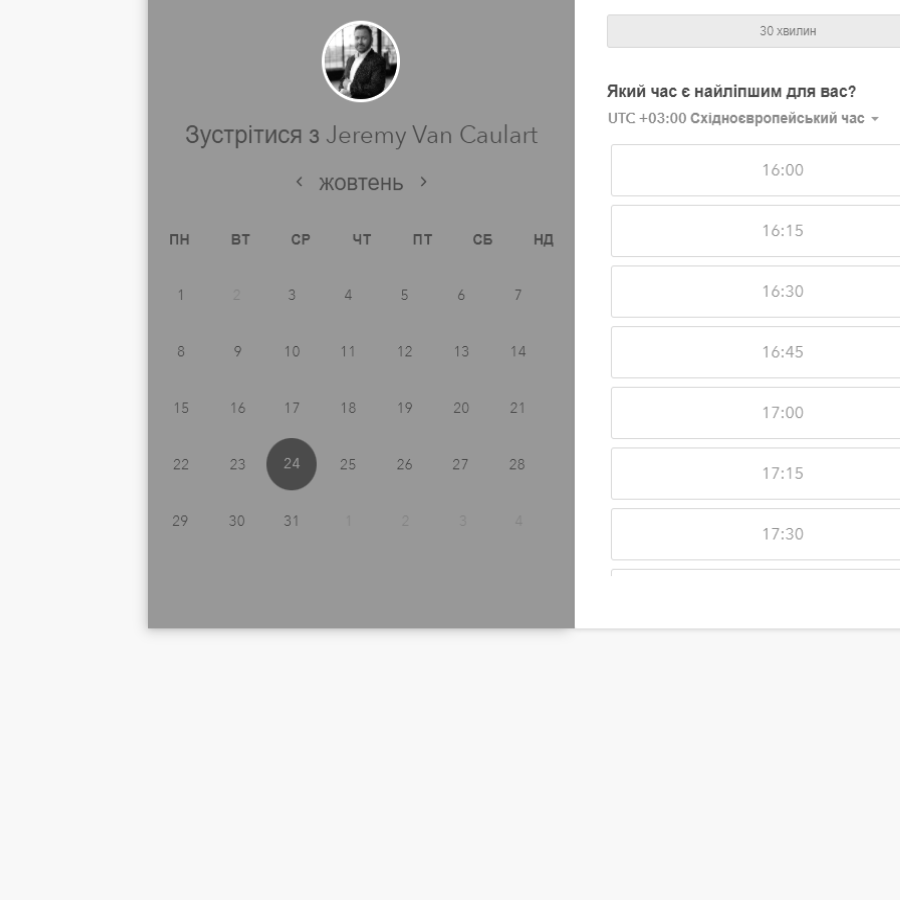 Зустрітися з Jeremy Van Caulart
жовтень
ПН ВТ СР ЧТ ПТ СБ НД
1 2 3 4 5 6 7
8 9 10 11 12 13 14
15 16 17 18 19 20 21
22 23 24 25 26 27 28
29 30 31 1 2 3 4
30 хвилин
Який час є найліпшим для вас?
UTC +03:00 Східноєвропейський час
16:00
16:15
16:30
16:45
17:00
17:15
17:30